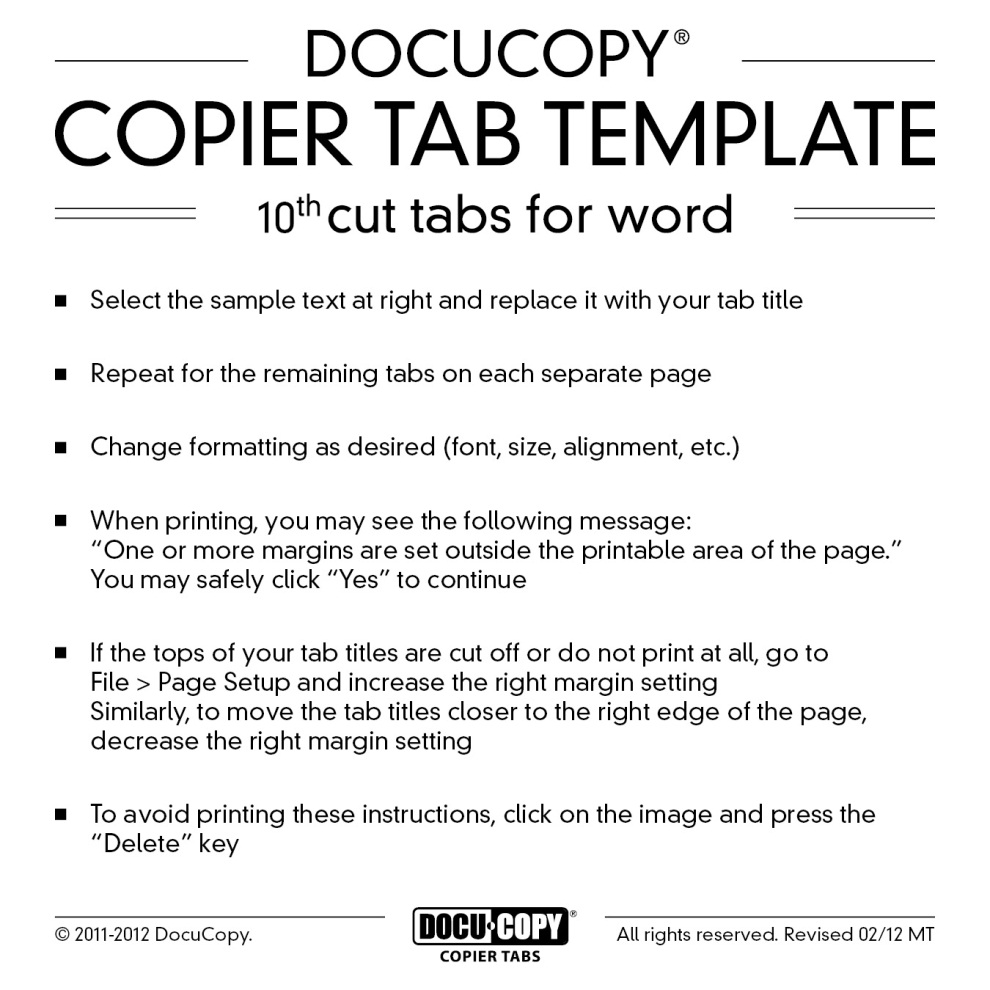 DOCUCOPY®
COPIER TAB TEMPLATE
10th cut tabs for word
■ Select the sample text at right and replace it with your tab title
■ Repeat for the remaining tabs on each separate page
■ Change formatting as desired (font, size, alignment, etc.)
■ When printing, you may see the following message:
“One or more margins are set outside the printable area of the page.”
You may safely click “Yes” to continue
■ If the tops of your tab titles are cut off or do not print at all, go to
File > Page Setup and increase the right margin setting
Similarly, to move the tab titles closer to the right edge of the page,
decrease the right margin setting
■ To avoid printing these instructions, click on the image and press the
“Delete” key
© 2011-2012 DocuCopy.
DOCU·COPY®
COPIER TABS
All rights reserved. Revised 02/12 MT